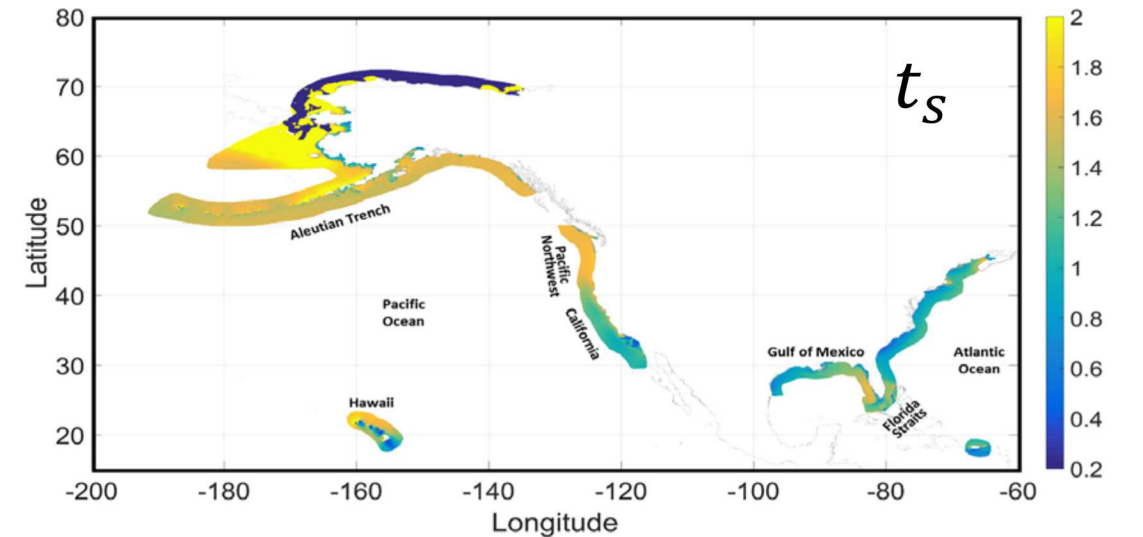 80
70
60
50
40
30
20
Latitude
-200
-180
-160
-140
-120
-100
-80
-60
Longitude
tₛ
Aleutian Trench
Pacific
Northwest
California
Pacific
Ocean
Hawaii
Gulf of Mexico
Florida
Straits
Atlantic
Ocean
2
1.8
1.6
1.4
1.2
1
0.8
0.6
0.4
0.2